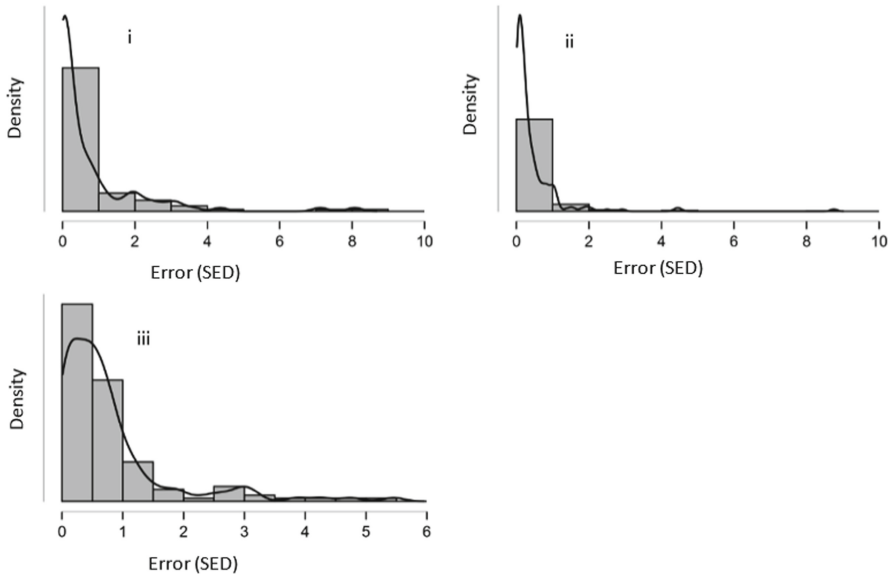 i
Density
0 2 4 6 8 10
Error (SED)
ii
Density
0 2 4 6 8 10
Error (SED)
iii
Density
0 1 2 3 4 5 6
Error (SED)